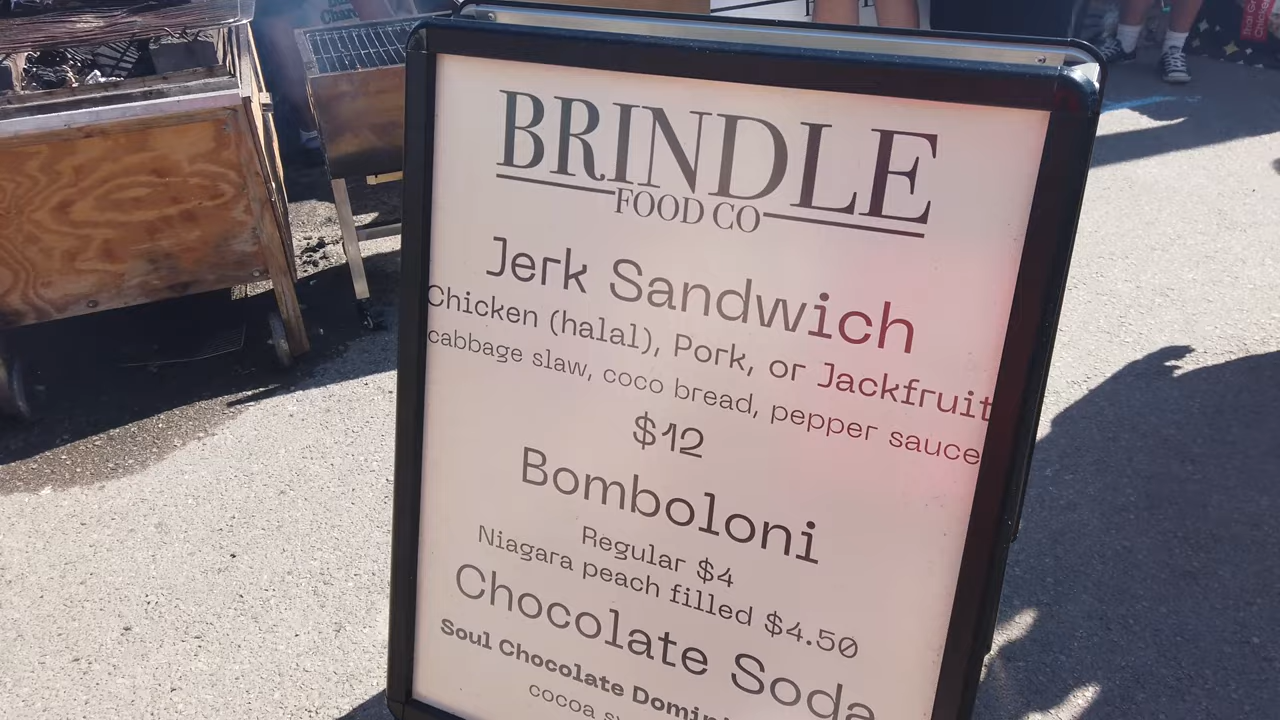 BRINDLE
FOOD CO
Jerk Sandwich
Chicken (halal), Pork, or Jackfruit
cabbage slaw, coco bread, pepper sauce
$12
Bomboloni
Regular $4
Niagara peach filled $4.50
Chocolate Soda
Soul Chocolate
cocoa